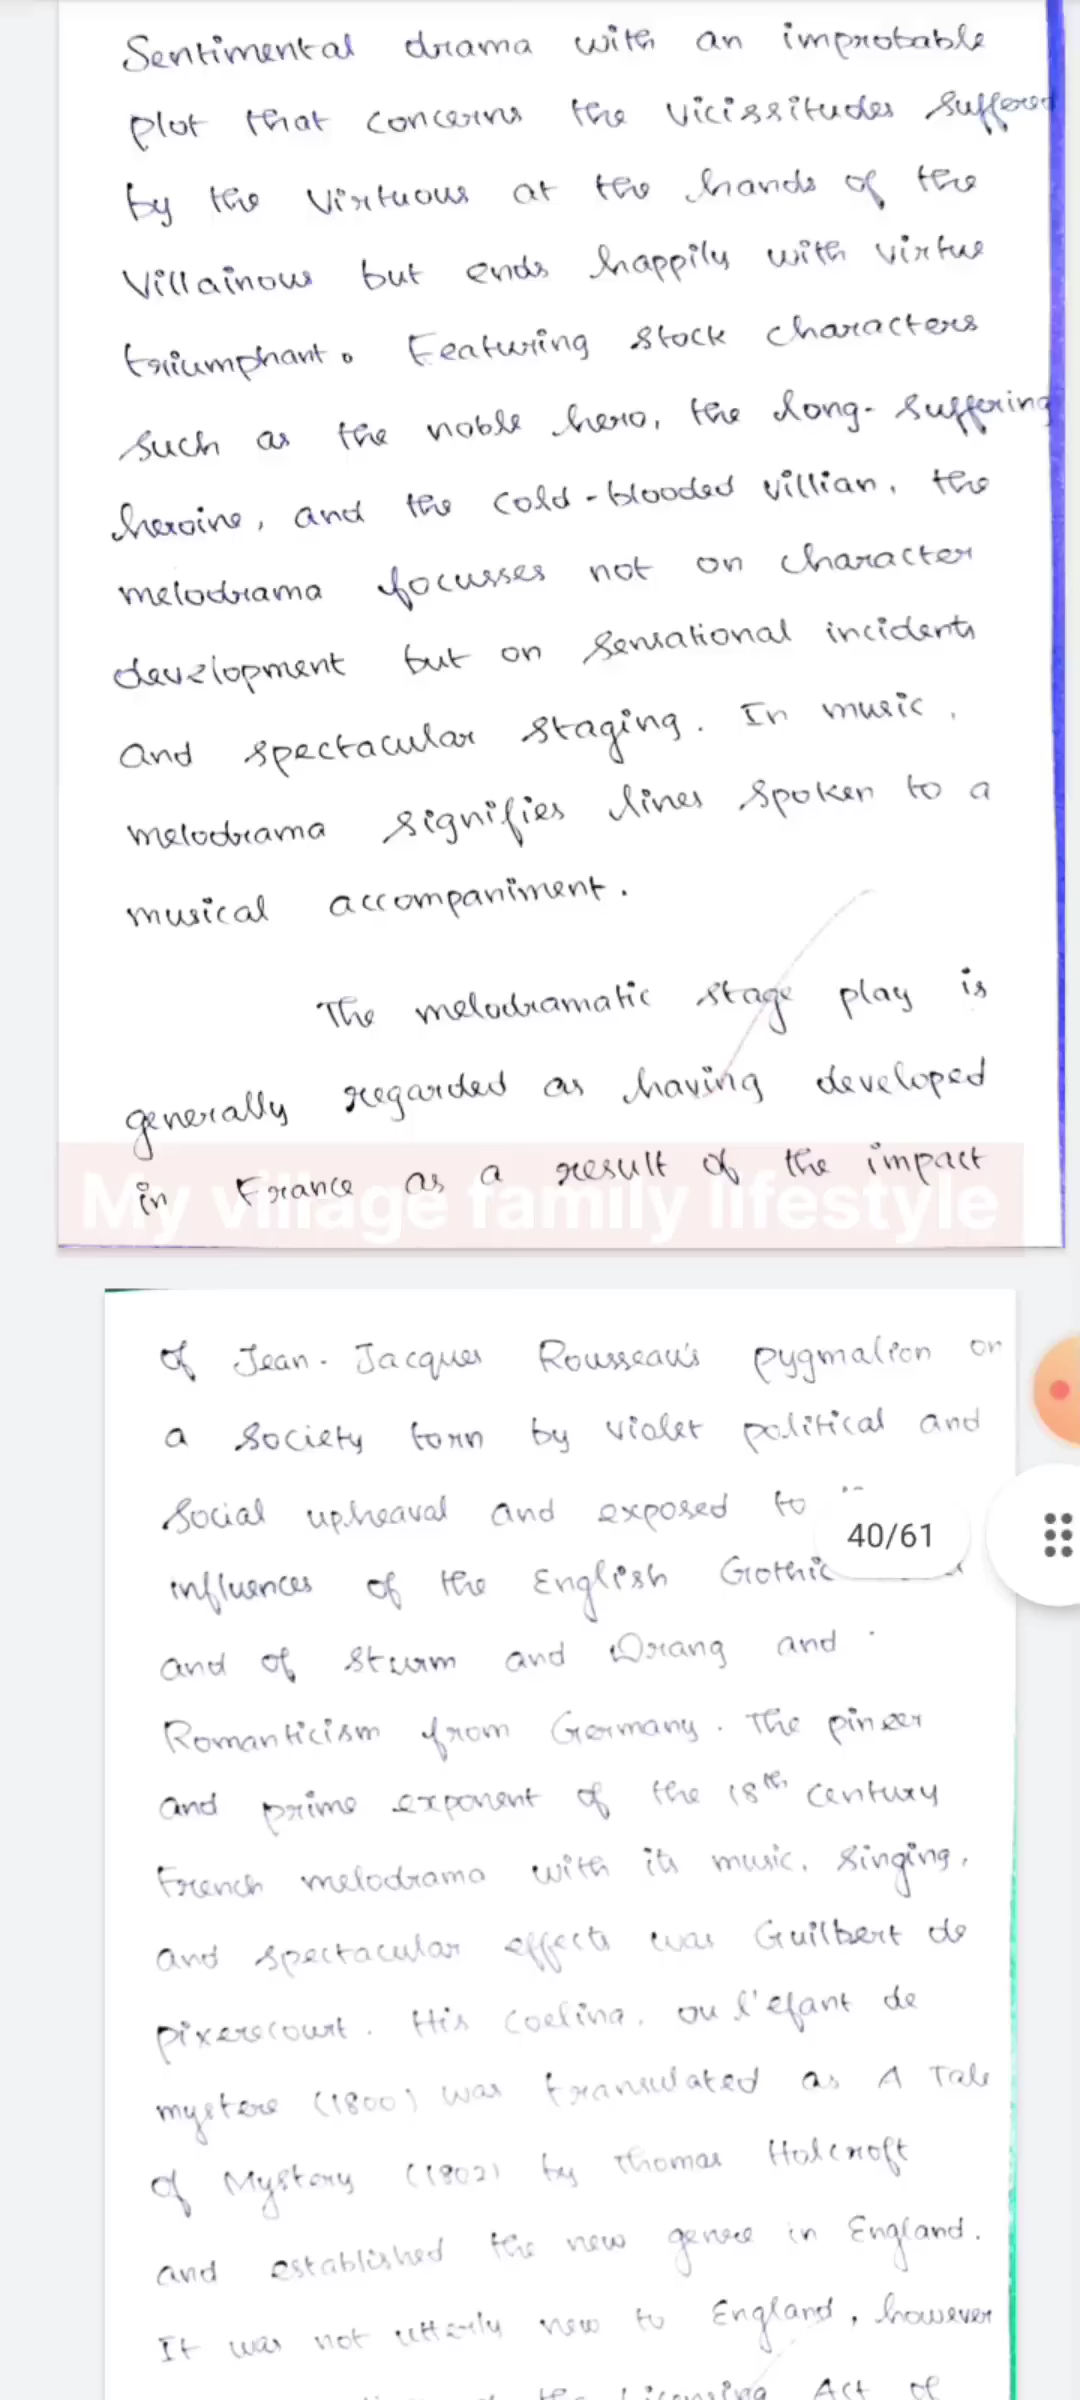 Sentimental drama with an improbable
plot that concerns the vicissitudes suffered
by the virtuous at the hands of the
villainous but ends happily with virtue
triumphant. Featuring stock characters
such as the noble hero, the long-suffering
heroine, and the cold-blooded villian, the
melodrama focusses not on character
development but on sensational incidents
and spectacular staging. In music,
melodrama signifies lines spoken to a
musical accompaniment.
The melodramatic stage play is
generally regarded as having developed
in France as a result of the impact
My village family lifestyle
of Jean-Jacques Rousseau's pygmalion on
a society torn by violet political and
social upheaval and exposed to
40/61
influences of the English Gothic
and of sturm and Drang and
Romanticism from Germany. The pineer
and prime exponent of the 18th century
French melodrama with its music, singing,
and spectacular effects was Guilbert de
pixerecourt. His coelina, ou l'efant de
mystere (1800) was transulated as A Tale
of Mystery (1802) by Thomas Holcroft
and established the new genre in England.
It was not utterly new to England, however
the Licensing Act of